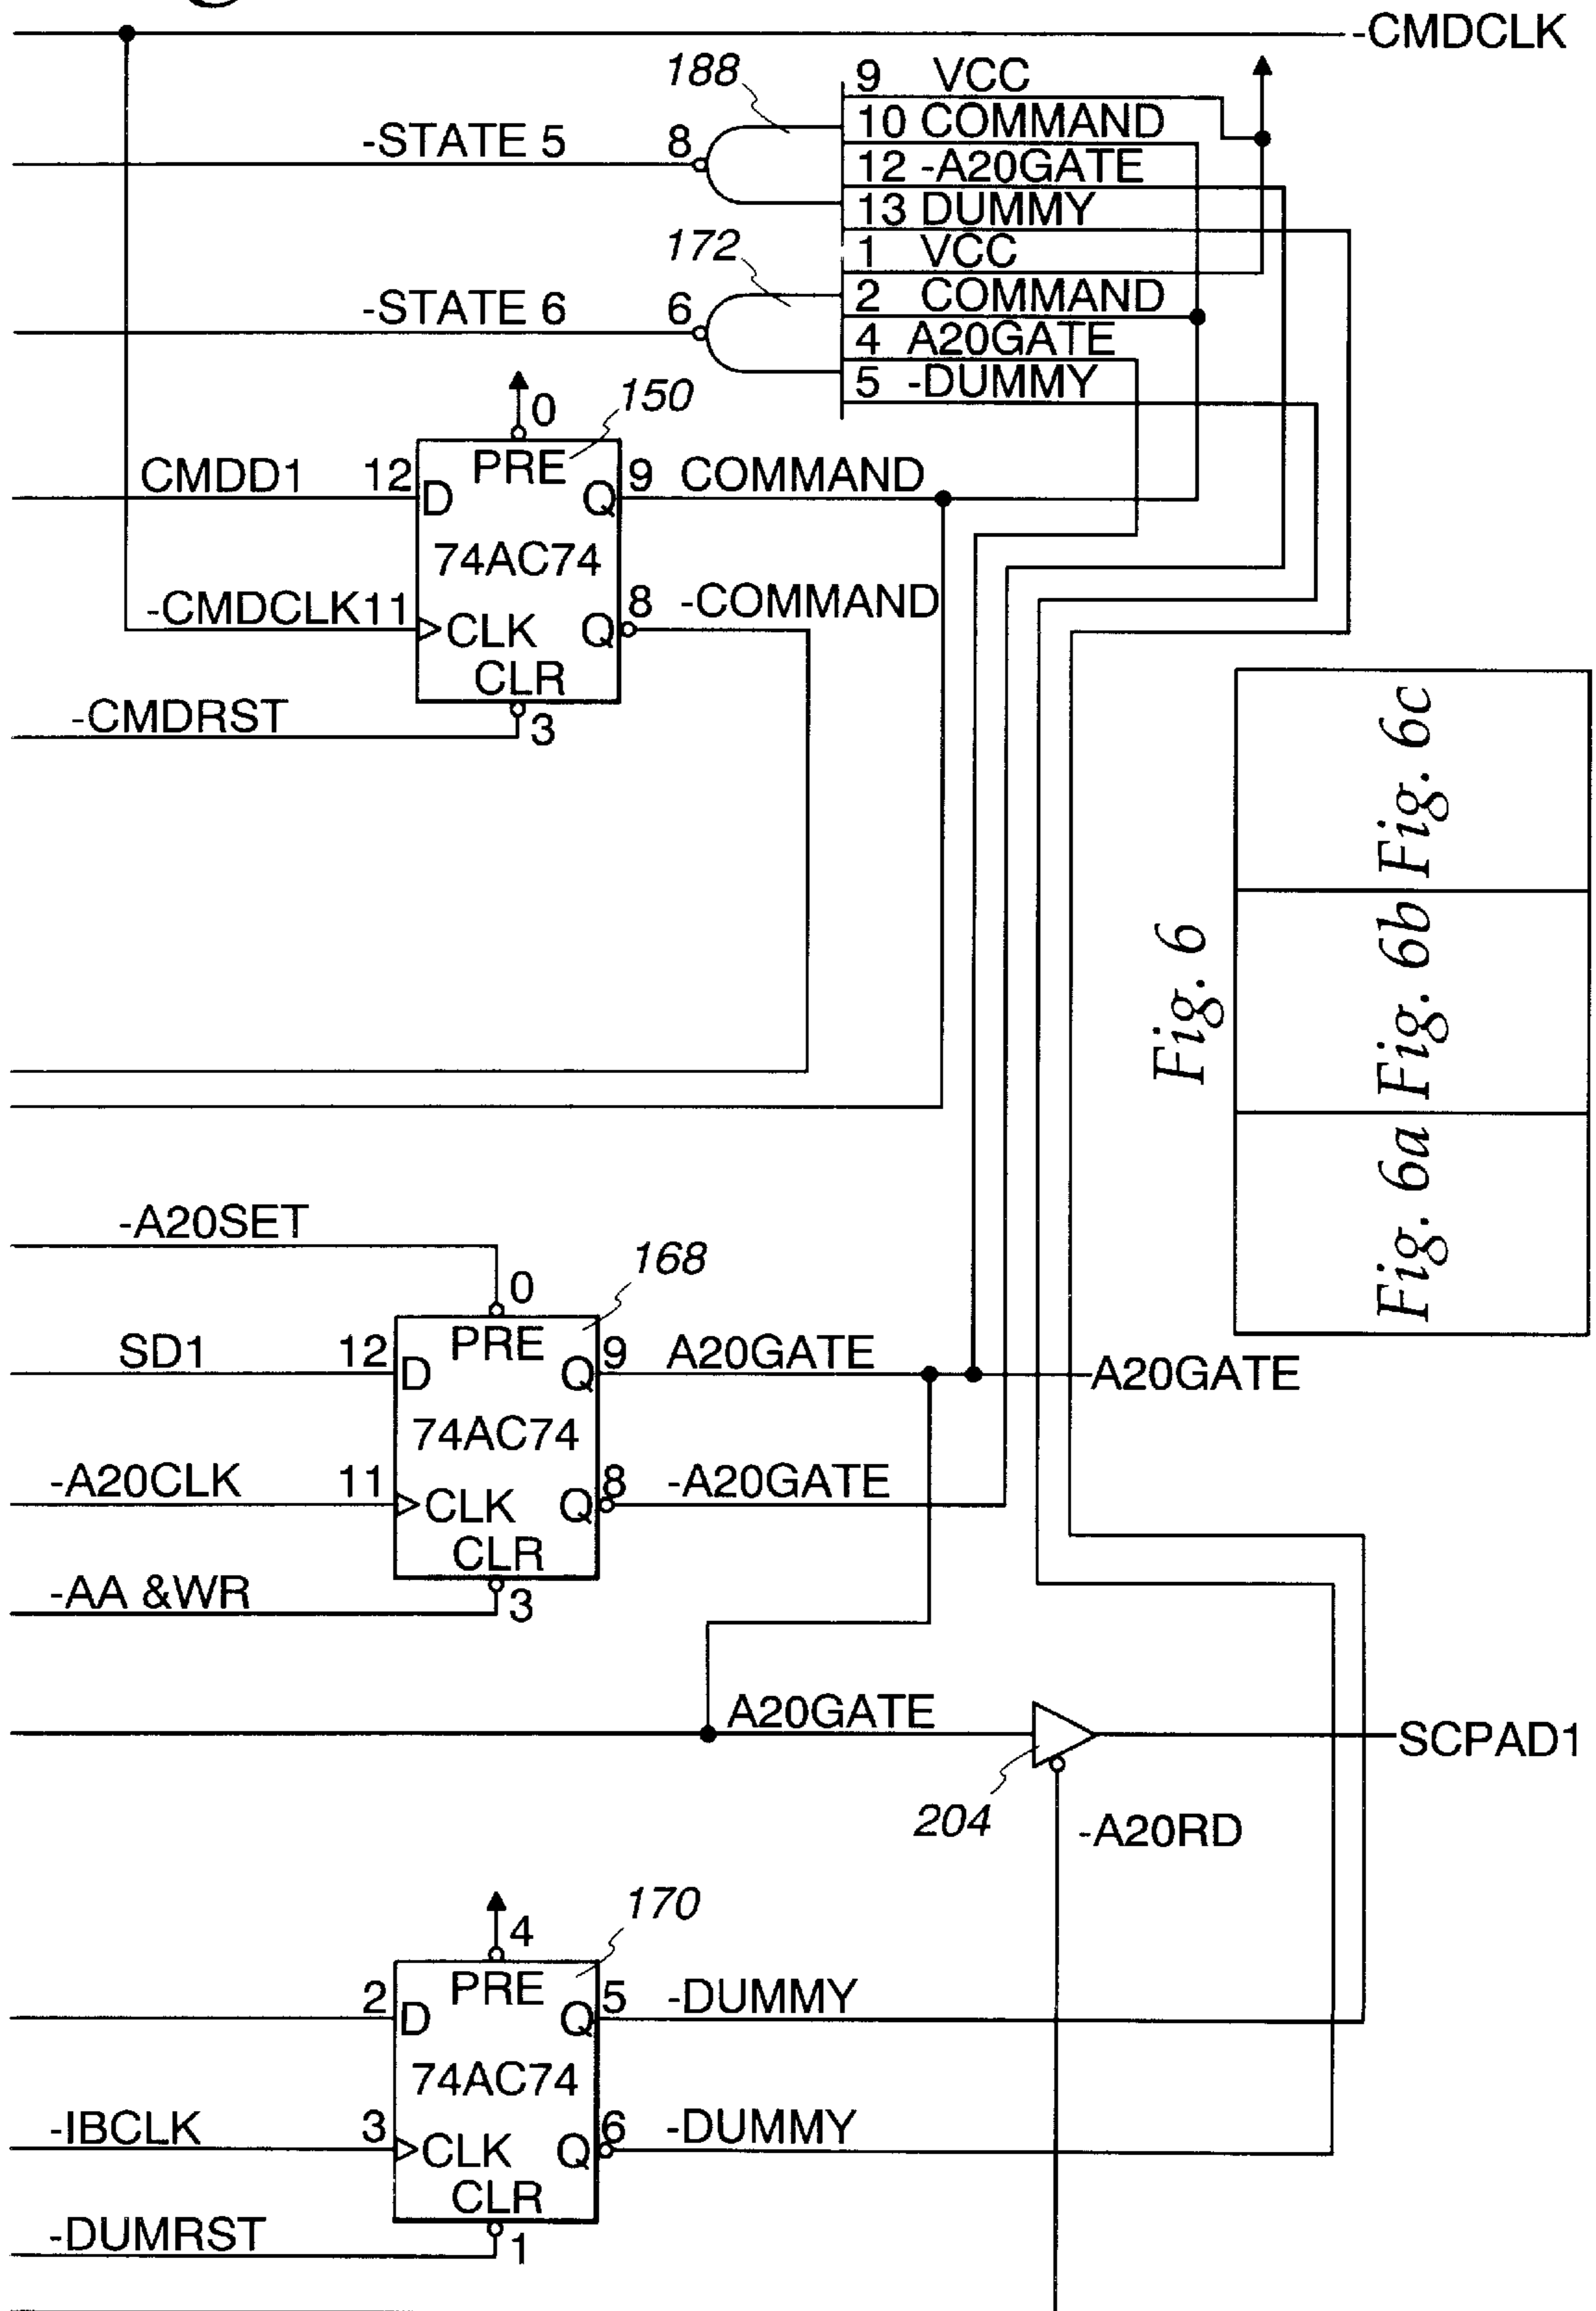 -CMDCLK
188
9 VCC
10 COMMAND
-STATE 5
8
12 -A20GATE
13 DUMMY
172
1 VCC
-STATE 6
6
2 COMMAND
4 A20GATE
5 -DUMMY
0
150
CMDD1
12
PRE
D
Q
9 COMMAND
74AC74
-CMDCLK11
CLK
Q
8 -COMMAND
CLR
-CMDRST
3
Fig. 6
Fig. 6c
Fig. 6b
Fig. 6a
-A20SET
0
168
SD1
12
PRE
D
Q
9 A20GATE
A20GATE
74AC74
-A20CLK
11
CLK
Q
8 -A20GATE
CLR
-AA &WR
3
A20GATE
SCPAD1
204
-A20RD
4
170
2
PRE
D
Q
5 -DUMMY
74AC74
-IBCLK
3
CLK
Q
6 -DUMMY
CLR
-DUMRST
1